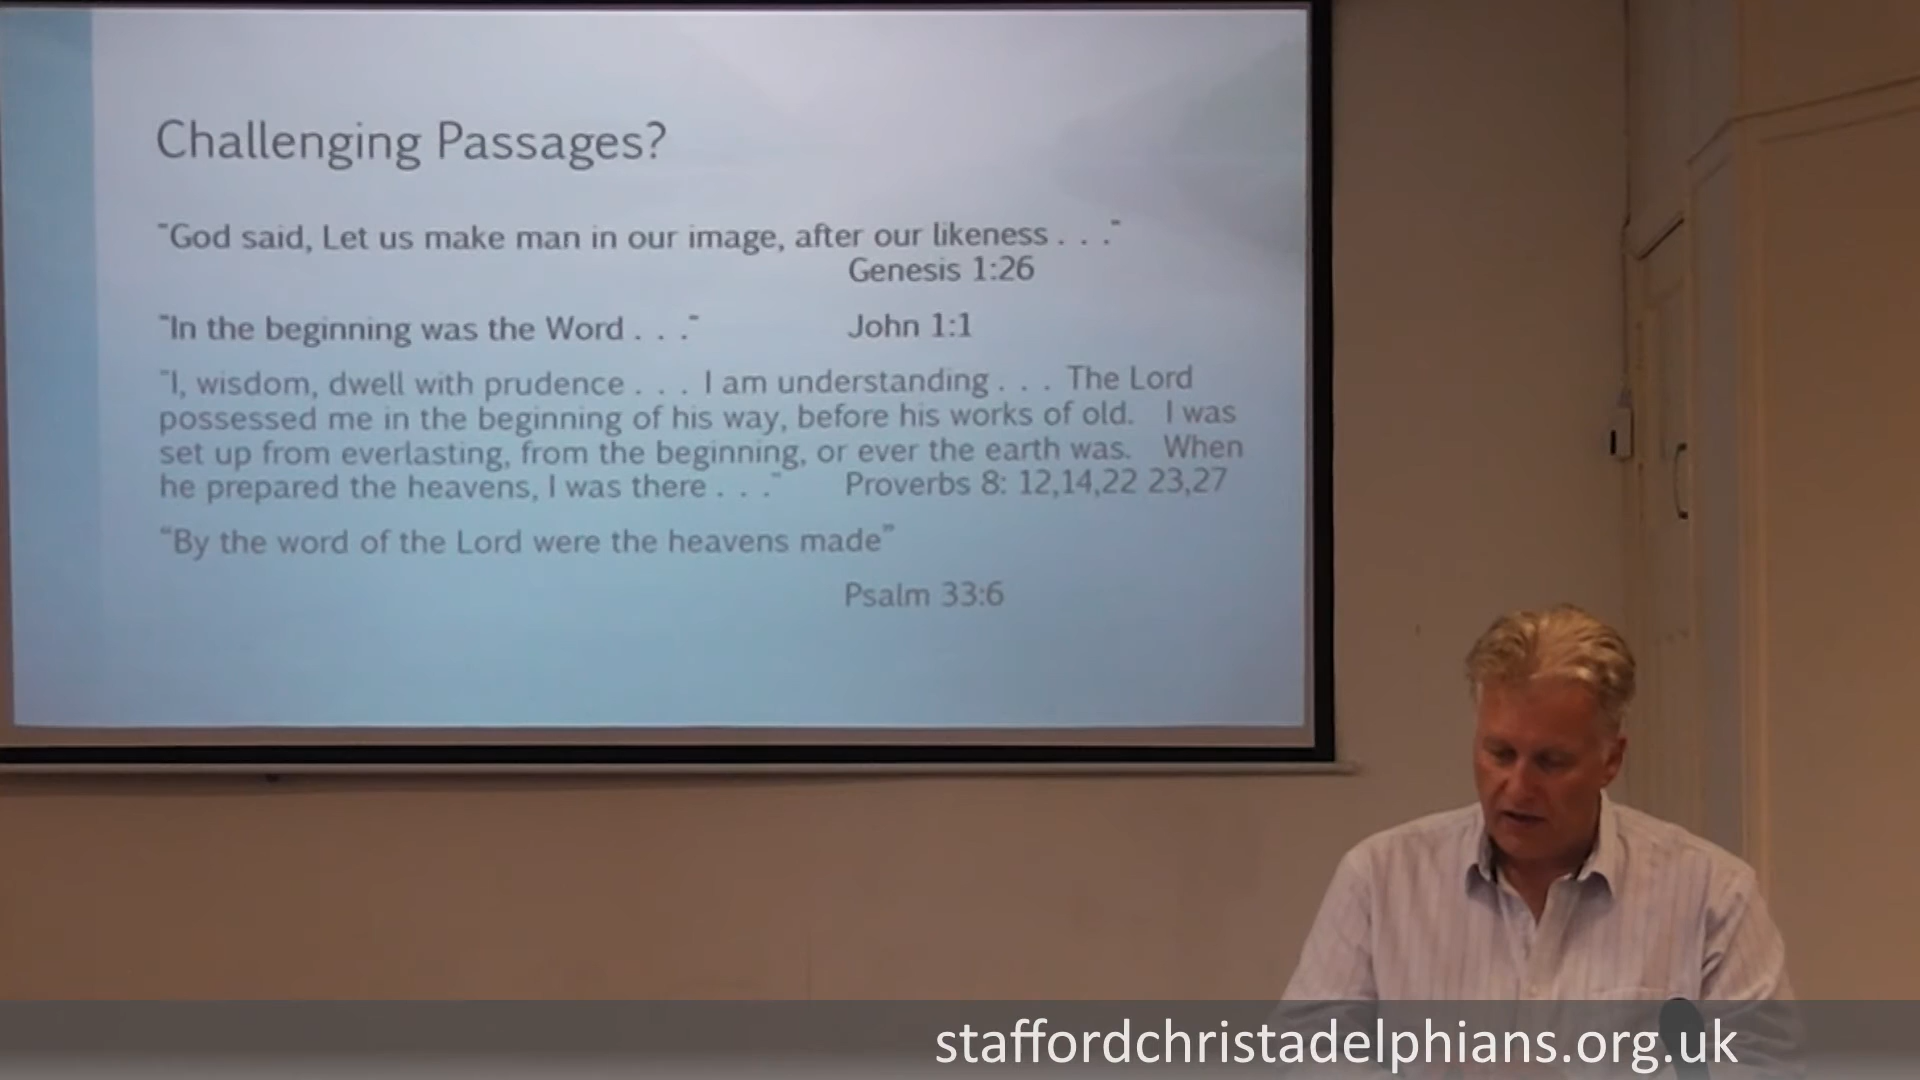 Challenging Passages?
"God said, Let us make man in our image, after our likeness . . ."
Genesis 1:26
"In the beginning was the Word . . ." John 1:1
"I, wisdom, dwell with prudence . . . I am understanding . . . The Lord
possessed me in the beginning of his way, before his works of old. I was
set up from everlasting, from the beginning, or ever the earth was. When
he prepared the heavens, I was there . . ." Proverbs 8: 12,14,22 23,27
"By the word of the Lord were the heavens made"
Psalm 33:6
staffordchristadelphians.org.uk